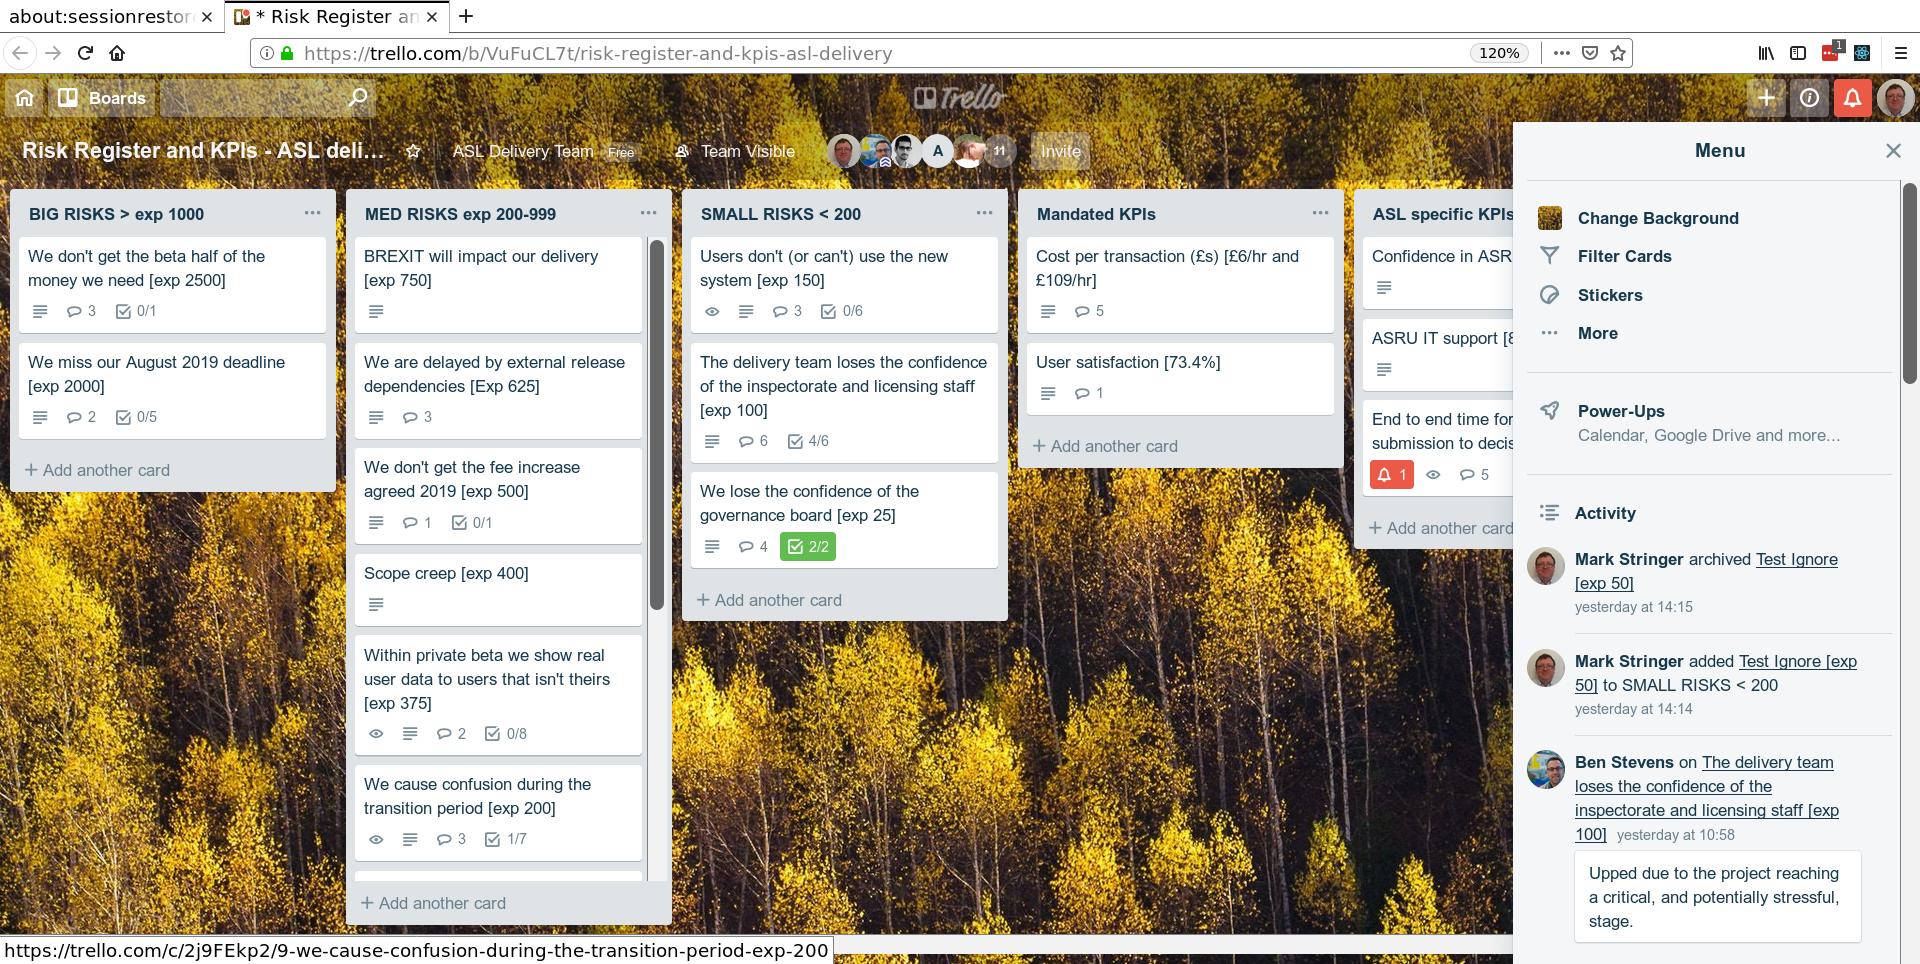 about:sessionrestore
* Risk Register an
https://trello.com/b/VuFuCL7t/risk-register-and-kpis-asl-delivery
120%
1
Boards
Trello
Risk Register and KPIs - ASL deli...
ASL Delivery Team Free
Team Visible
A
11
Invite
BIG RISKS > exp 1000
We don't get the beta half of the
money we need [exp 2500]
3 0/1
We miss our August 2019 deadline
[exp 2000]
2 0/5
+ Add another card
MED RISKS exp 200-999
BREXIT will impact our delivery
[exp 750]
We are delayed by external release
dependencies [Exp 625]
3
We don't get the fee increase
agreed 2019 [exp 500]
1 0/1
Scope creep [exp 400]
Within private beta we show real
user data to users that isn't theirs
[exp 375]
2 0/8
We cause confusion during the
transition period [exp 200]
3 1/7
+ Add another card
SMALL RISKS < 200
Users don't (or can't) use the new
system [exp 150]
3 0/6
The delivery team loses the confidence
of the inspectorate and licensing staff
[exp 100]
6 4/6
We lose the confidence of the
governance board [exp 25]
4 2/2
+ Add another card
Mandated KPIs
Cost per transaction (£s) [£6/hr and
£109/hr]
5
User satisfaction [73.4%]
1
+ Add another card
ASL specific KPIs
Confidence in ASR
ASRU IT support [
End to end time for
submission to decis
1 5
+ Add another card
Menu
Change Background
Filter Cards
Stickers
More
Power-Ups
Calendar, Google Drive and more...
Activity
Mark Stringer archived Test Ignore
[exp 50]
yesterday at 14:15
Mark Stringer added Test Ignore [exp
50] to SMALL RISKS < 200
yesterday at 14:14
Ben Stevens on The delivery team
loses the confidence of the
inspectorate and licensing staff [exp
100] yesterday at 10:58
Upped due to the project reaching
a critical, and potentially stressful,
stage.
https://trello.com/c/2j9FEkp2/9-we-cause-confusion-during-the-transition-period-exp-200